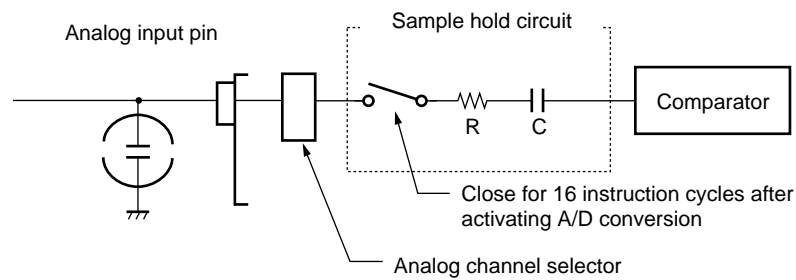 Sample hold circuit
Analog input pin
Comparator
R
C
Close for 16 instruction cycles after
activating A/D conversion
Analog channel selector